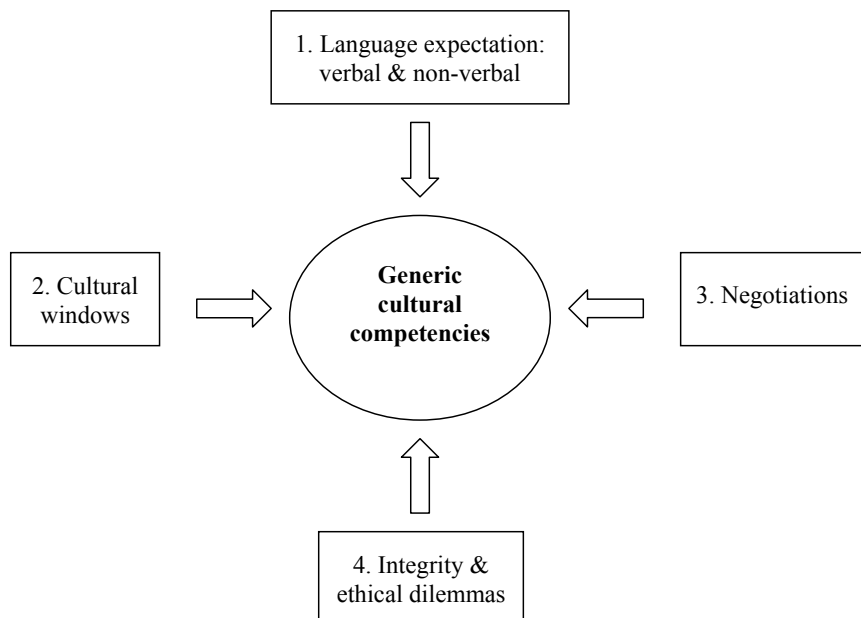 1. Language expectation:
verbal & non-verbal
2. Cultural
windows
Generic
cultural
competencies
3. Negotiations
4. Integrity &
ethical dilemmas